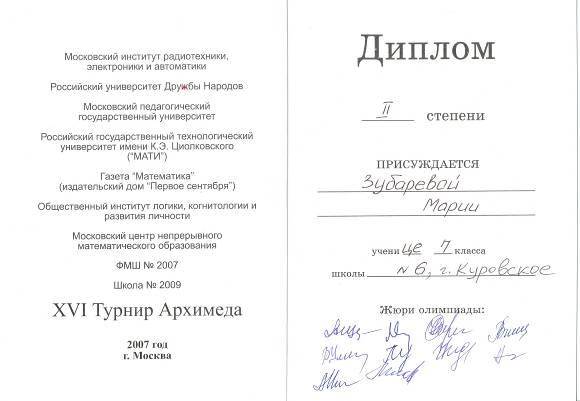 Московский институт радиотехники,
электроники и автоматики
Российский университет Дружбы Народов
Московский педагогический
государственный университет
Российский государственный технологический
университет имени К.Э. Циолковского
("МАТИ")
Газета "Математика"
(издательский дом "Первое сентября")
Общественный институт логики, когнитологии и
развития личности
Московский центр непрерывного
математического образования
ФМШ № 2007
Школа № 2009
XVI Турнир Архимеда
2007 год
г. Москва
Диплом
II степени
ПРИСУЖДАЕТСЯ
Зубаревой
Марии
учени це 7 класса
школы № 6, г. Куровское
Жюри олимпиады: